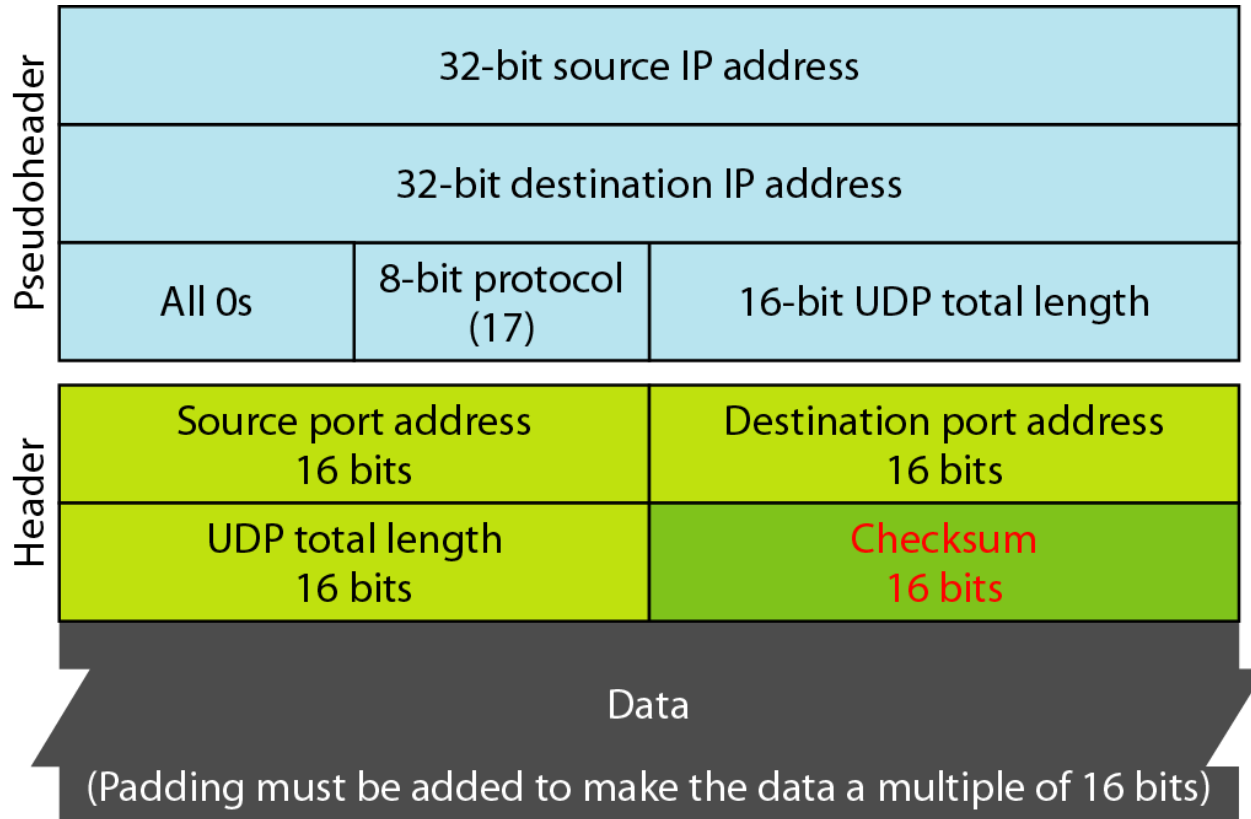 Pseudoheader
32-bit source IP address
32-bit destination IP address
All 0s
8-bit protocol
(17)
16-bit UDP total length
Header
Source port address
16 bits
Destination port address
16 bits
UDP total length
16 bits
Checksum
16 bits
Data
(Padding must be added to make the data a multiple of 16 bits)